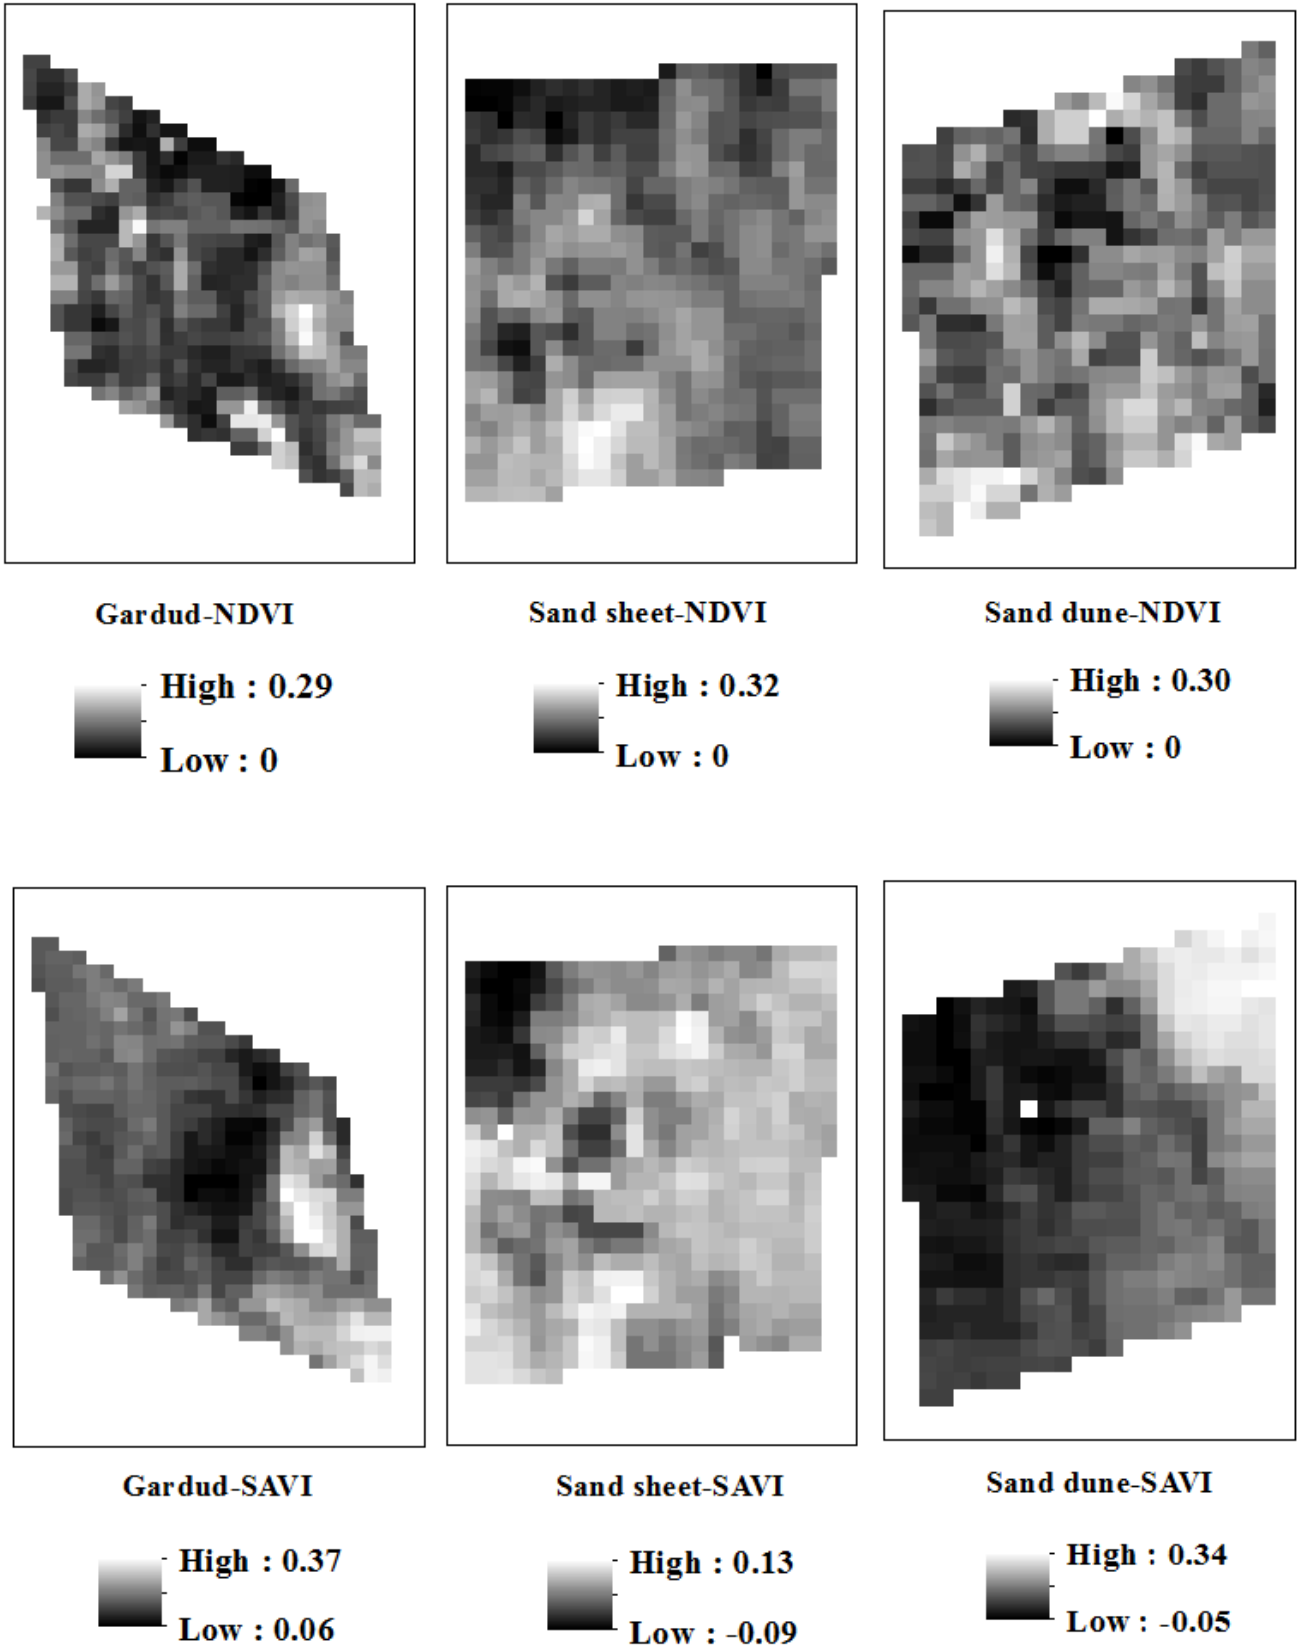 Gardud-NDVI
High : 0.29
Low : 0
Sand sheet-NDVI
High : 0.32
Low : 0
Sand dune-NDVI
High : 0.30
Low : 0
Gardud-SAVI
High : 0.37
Low : 0.06
Sand sheet-SAVI
High : 0.13
Low : -0.09
Sand dune-SAVI
High : 0.34
Low : -0.05